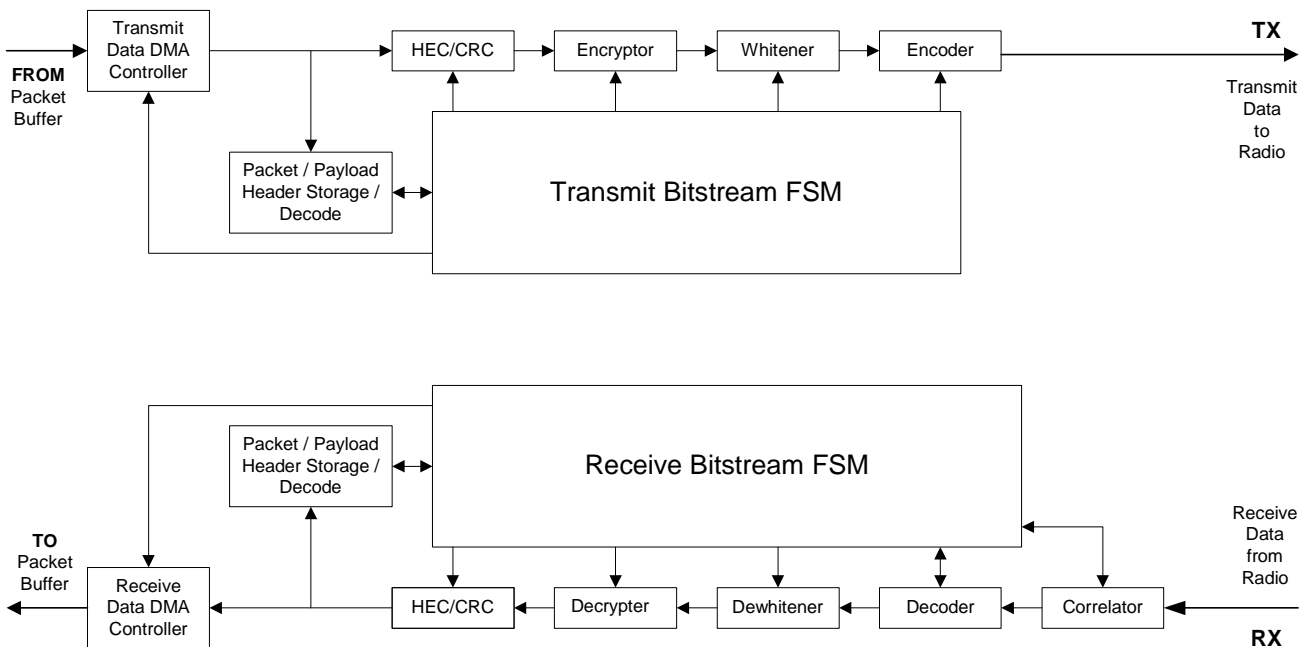 Transmit
Data DMA
Controller
FROM
Packet
Buffer
HEC/CRC
Encryptor
Whitener
Encoder
TX
Transmit
Data
to
Radio
Packet / Payload
Header Storage /
Decode
Transmit Bitstream FSM
Packet / Payload
Header Storage /
Decode
Receive Bitstream FSM
TO
Packet
Buffer
Receive
Data DMA
Controller
HEC/CRC
Decrypter
Dewhitener
Decoder
Correlator
Receive
Data
from
Radio
RX